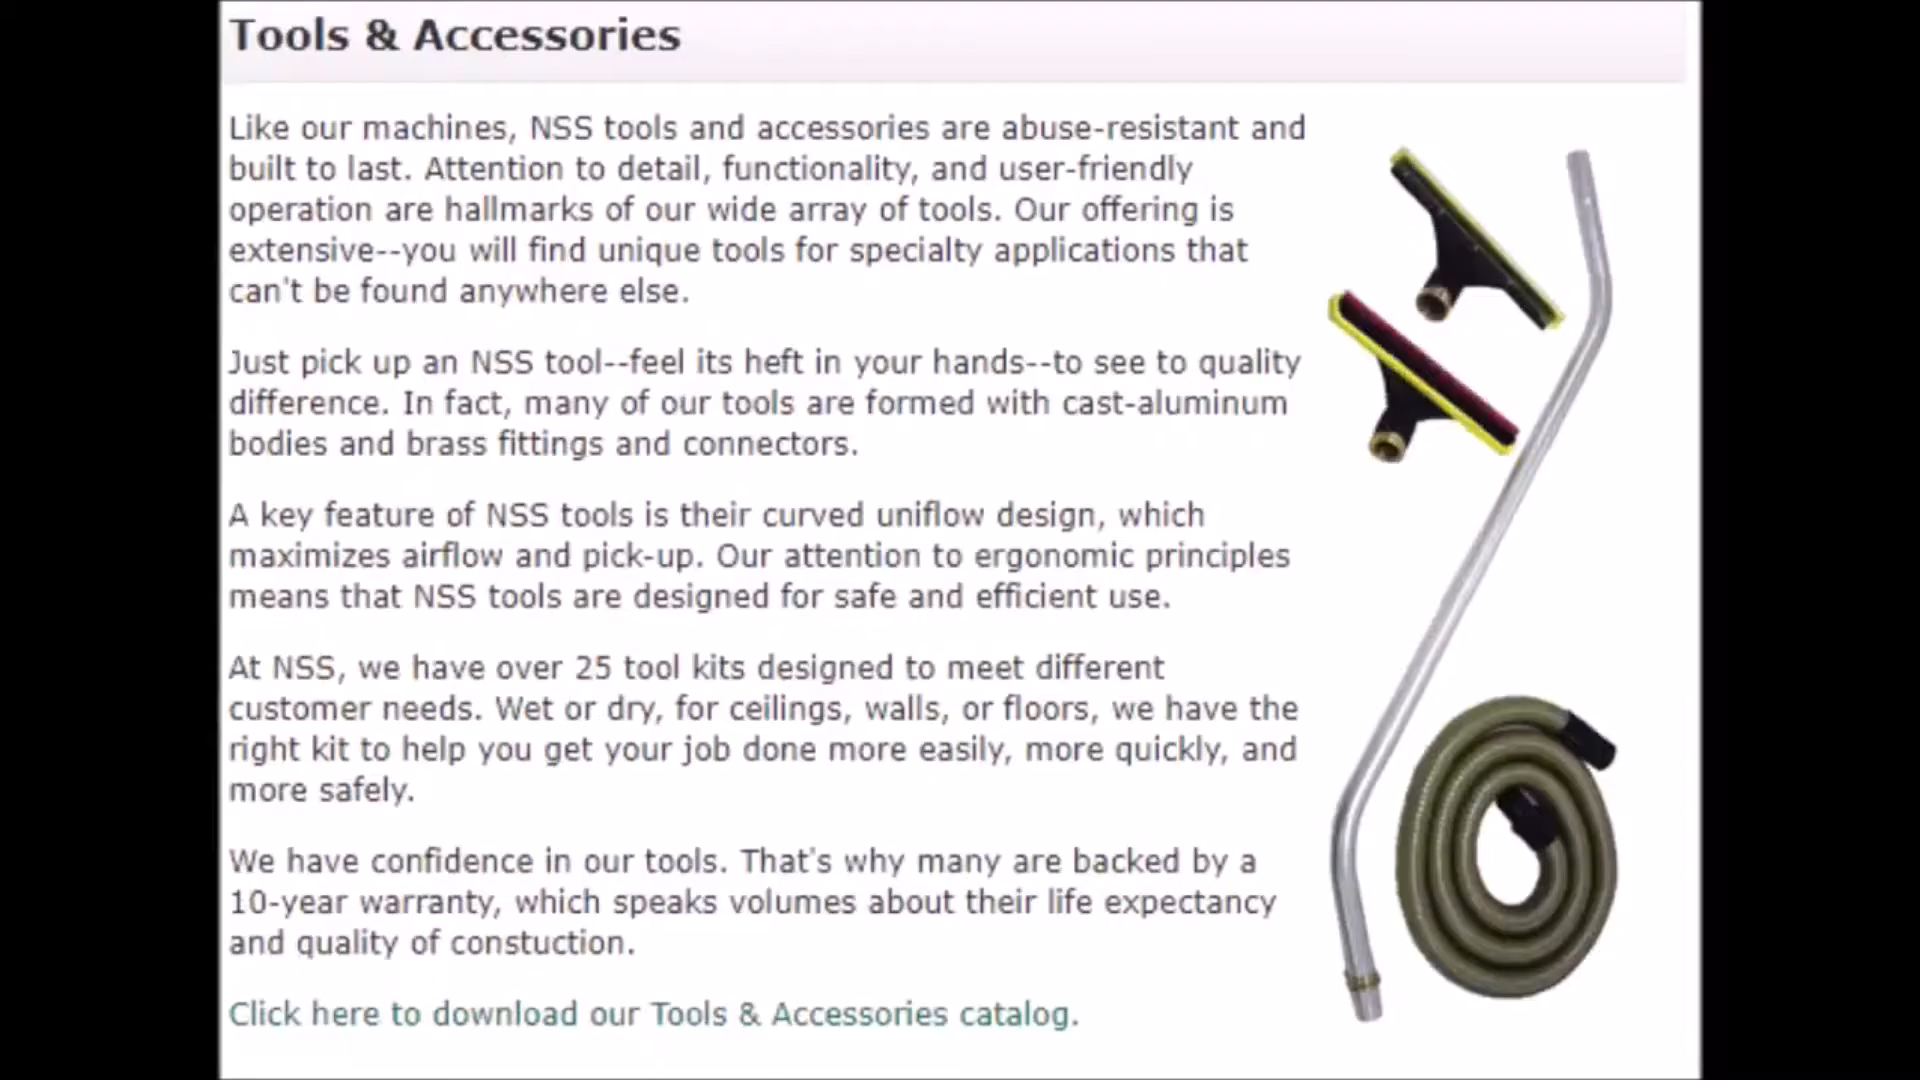 Tools & Accessories
Like our machines, NSS tools and accessories are abuse-resistant and
built to last. Attention to detail, functionality, and user-friendly
operation are hallmarks of our wide array of tools. Our offering is
extensive--you will find unique tools for specialty applications that
can't be found anywhere else.
Just pick up an NSS tool--feel its heft in your hands--to see to quality
difference. In fact, many of our tools are formed with cast-aluminum
bodies and brass fittings and connectors.
A key feature of NSS tools is their curved uniflow design, which
maximizes airflow and pick-up. Our attention to ergonomic principles
means that NSS tools are designed for safe and efficient use.
At NSS, we have over 25 tool kits designed to meet different
customer needs. Wet or dry, for ceilings, walls, or floors, we have the
right kit to help you get your job done more easily, more quickly, and
more safely.
We have confidence in our tools. That's why many are backed by a
10-year warranty, which speaks volumes about their life expectancy
and quality of constuction.
Click here to download our Tools & Accessories catalog.